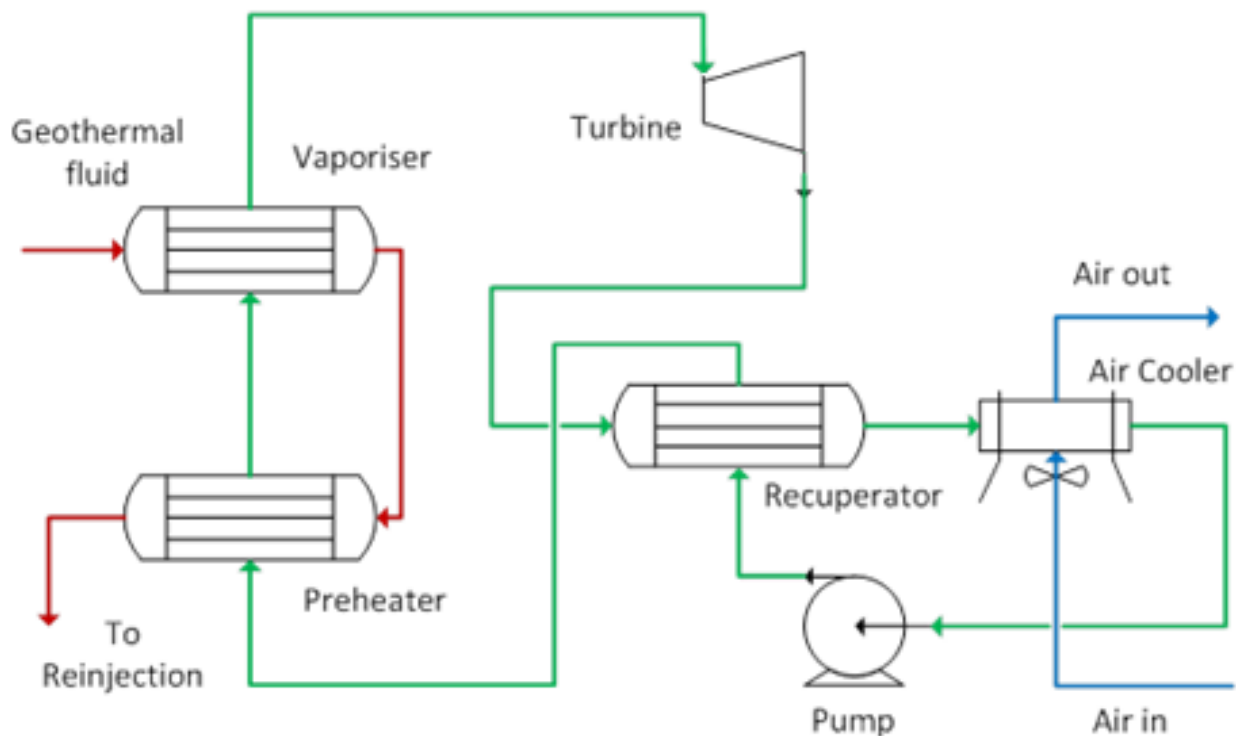 Geothermal
fluid
Vaporiser
Turbine
Air out
Air Cooler
Recuperator
Preheater
To
Reinjection
Pump
Air in